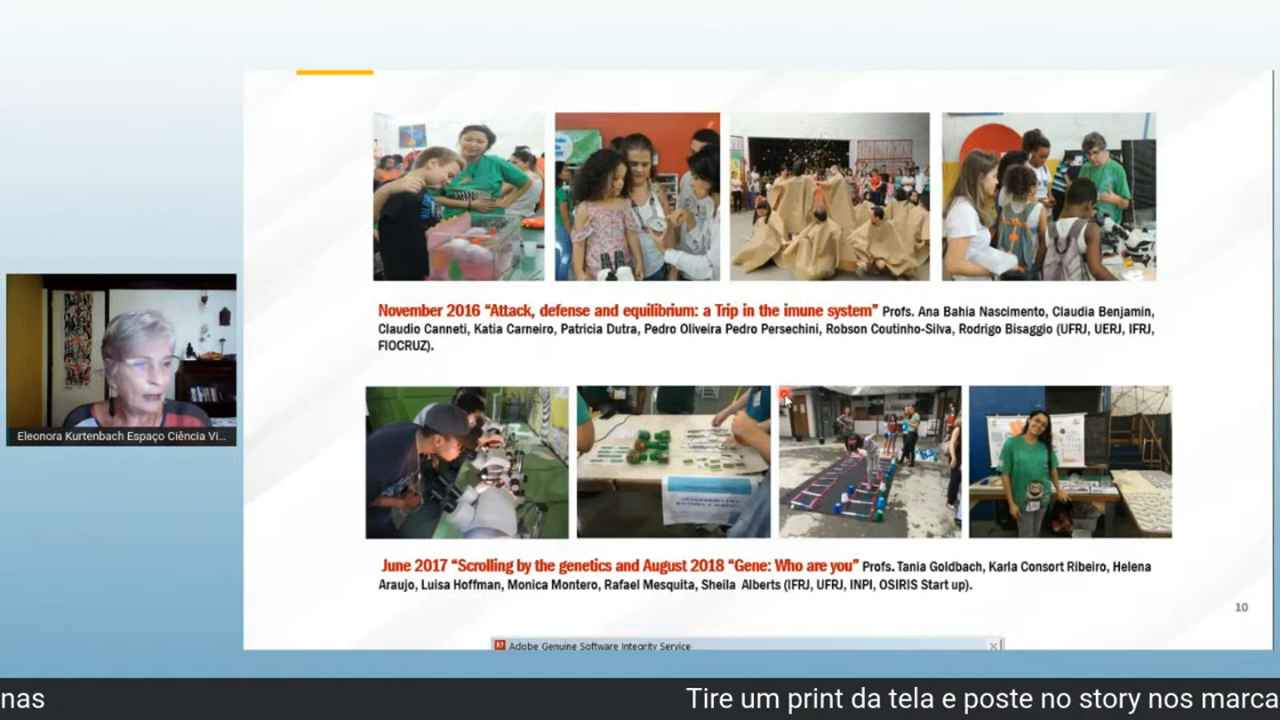 November 2016 “Attack, defense and equilibrium: a Trip in the imune system” Profs. Ana Bahia Nascimento, Claudia Benjamin,
Claudio Canneti, Katia Carneiro, Patricia Dutra, Pedro Oliveira Pedro Persechini, Robson Coutinho-Silva, Rodrigo Bisaggio (UFRJ, UERJ, IFRJ,
FIOCRUZ).
Eleonora Kurtenbach Espaço Ciência Vi...
June 2017 “Scrolling by the genetics and August 2018 “Gene: Who are you” Profs. Tania Goldbach, Karla Consort Ribeiro, Helena
Araujo, Luisa Hoffman, Monica Montero, Rafael Mesquita, Sheila Alberts (IFRJ, UFRJ, INPI, OSIRIS Start up).
10
Adobe Genuine Software Integrity Service
nas
Tire um print da tela e poste no story nos marca